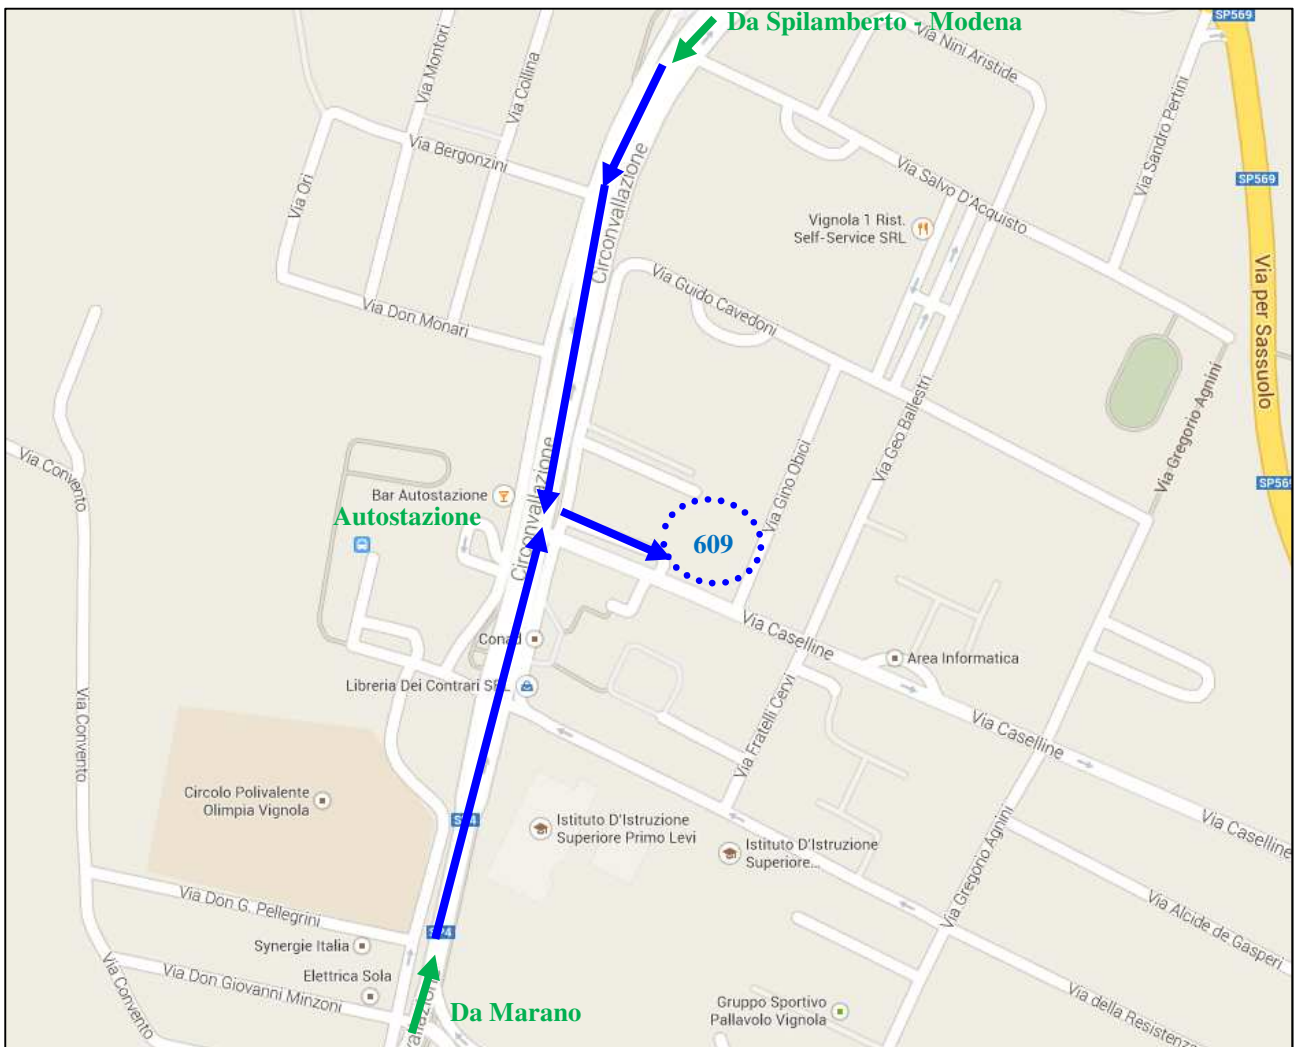 Da Spilamberto - Modena
SP569
Via Nini Aristide
Via Montori
Via Collina
Via Sandro Pertini
Via Bergonzini
Circonvallazione
Via Salvo D'Acquisto
SP569
Via Ori
Vignola 1 Rist.
Self-Service SRL
Via Guido Cavedoni
Via per Sassuolo
Via Don Monari
Via Gregorio Agnini
Via Geo Ballestri
Via Convento
Via Gino Obici
Circonvallazione
Bar Autostazione
SP569
Autostazione
609
Via Caselline
Conad
Area Informatica
Libreria Dei Contrari SRL
Via Convento
Via Fratelli Cervi
Via Caselline
Circolo Polivalente
Olimpia Vignola
SP4
Istituto D'Istruzione
Superiore Primo Levi
Istituto D'Istruzione
Superiore...
Via Caselline
Via Gregorio Agnini
Via Don G. Pellegrini
Via Alcide de Gasperi
SP4
Synergie Italia
Via Convento
Via Don Giovanni Minzoni
Elettrica Sola
Via della Resistenza
Da Marano
Gruppo Sportivo
Pallavolo Vignola